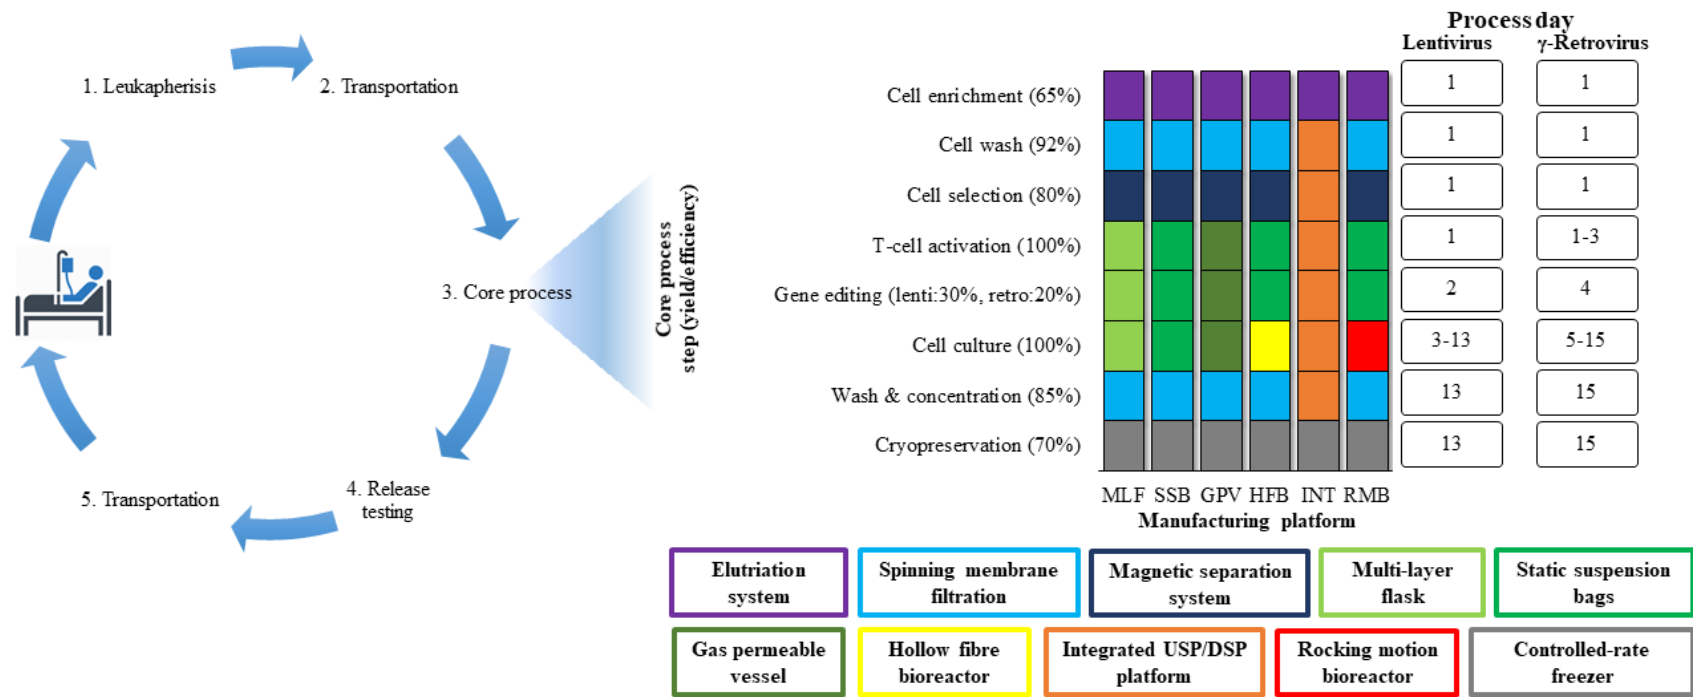 1. Leukapherisis
2. Transportation
3. Core process
4. Release
testing
5. Transportation
Core process
step (yield/efficiency)
Process day
Lentivirus γ-Retrovirus
Cell enrichment (65%) 1 1
Cell wash (92%) 1 1
Cell selection (80%) 1 1
T-cell activation (100%) 1 1-3
Gene editing (lenti:30%, retro:20%) 2 4
Cell culture (100%) 3-13 5-15
Wash & concentration (85%) 13 15
Cryopreservation (70%) 13 15
MLF SSB GPV HFB INT RMB
Manufacturing platform
Elutriation
system
Spinning membrane
filtration
Magnetic separation
system
Multi-layer
flask
Static suspension
bags
Gas permeable
vessel
Hollow fibre
bioreactor
Integrated USP/DSP
platform
Rocking motion
bioreactor
Controlled-rate
freezer